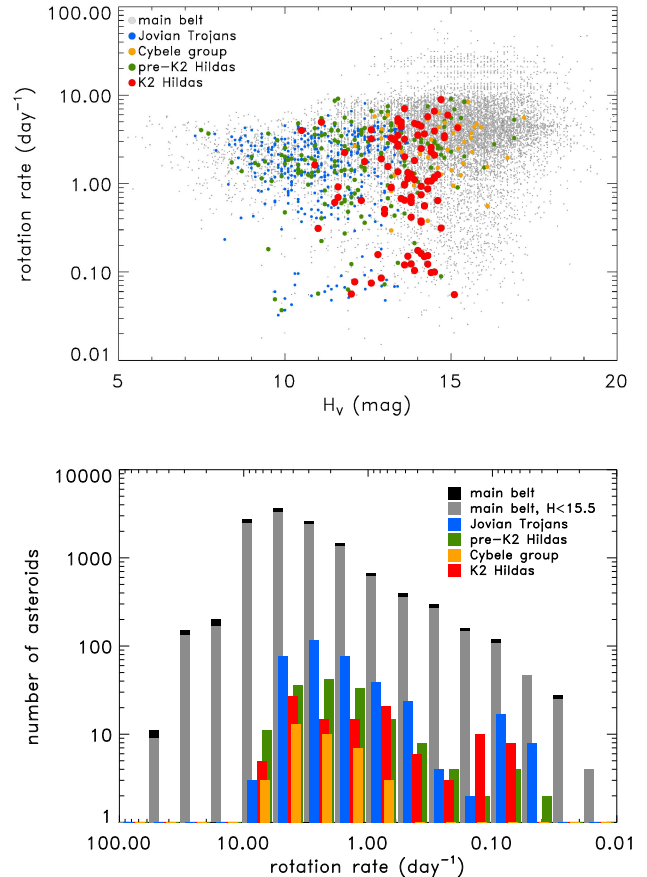 100.00
10.00
1.00
0.10
0.01
rotation rate (day⁻¹)
main belt
Jovian Trojans
Cybele group
pre-K2 Hildas
K2 Hildas
5 10 15 20
H_V (mag)
10000
1000
100
10
1
number of asteroids
main belt
main belt, H<15.5
Jovian Trojans
pre-K2 Hildas
Cybele group
K2 Hildas
100.00 10.00 1.00 0.10 0.01
rotation rate (day⁻¹)